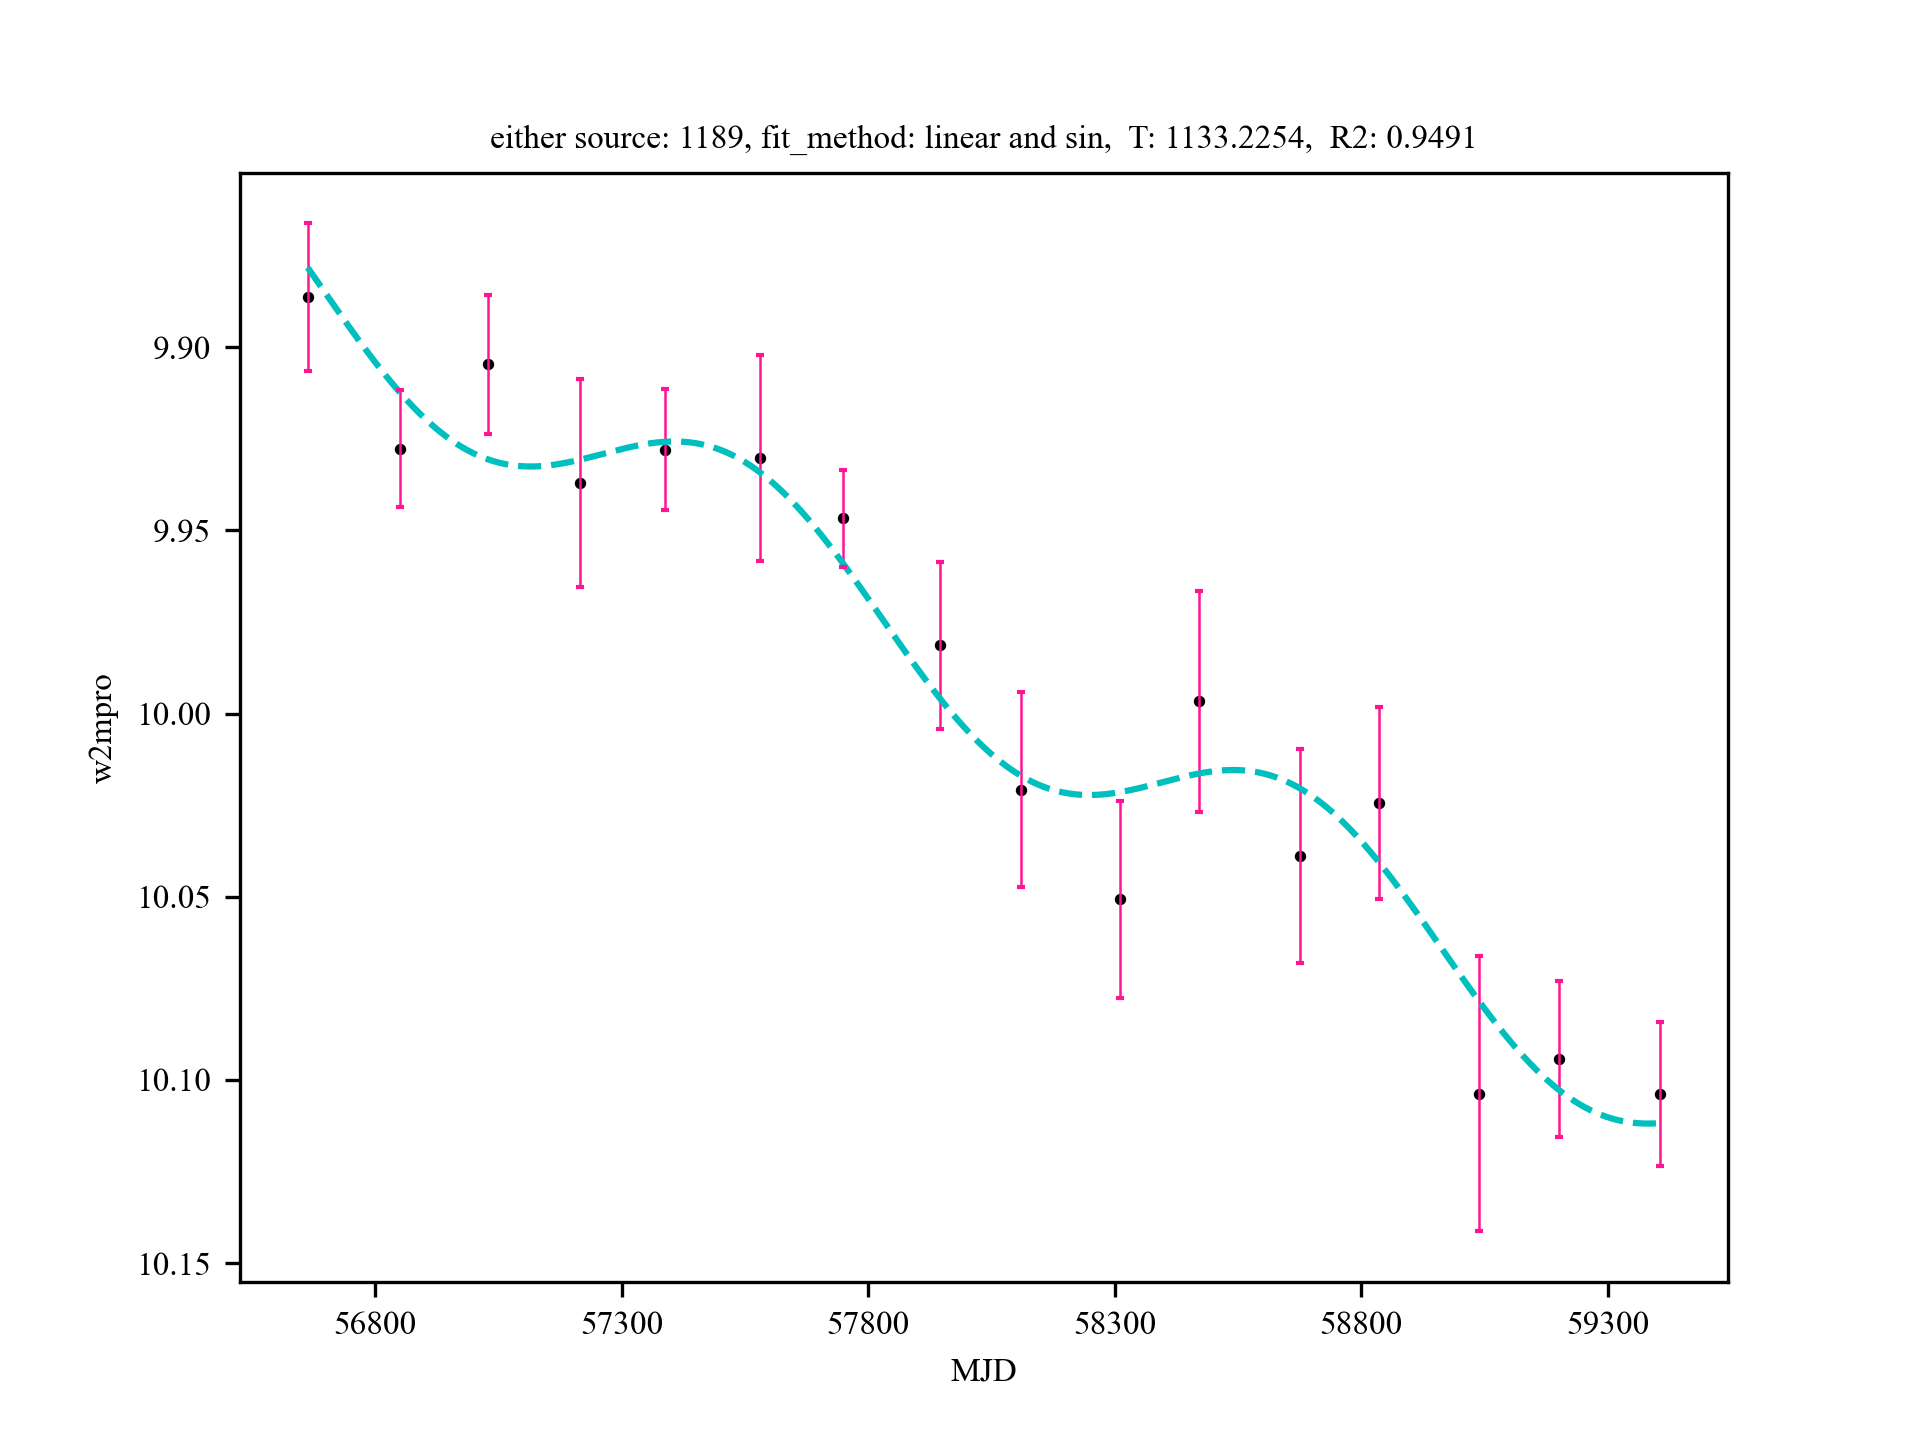 either source: 1189, fit_method: linear and sin,  T: 1133.2254,  R2: 0.9491
9.90
9.95
10.00
10.05
10.10
10.15
w2mpro
56800 57300 57800 58300 58800 59300
MJD